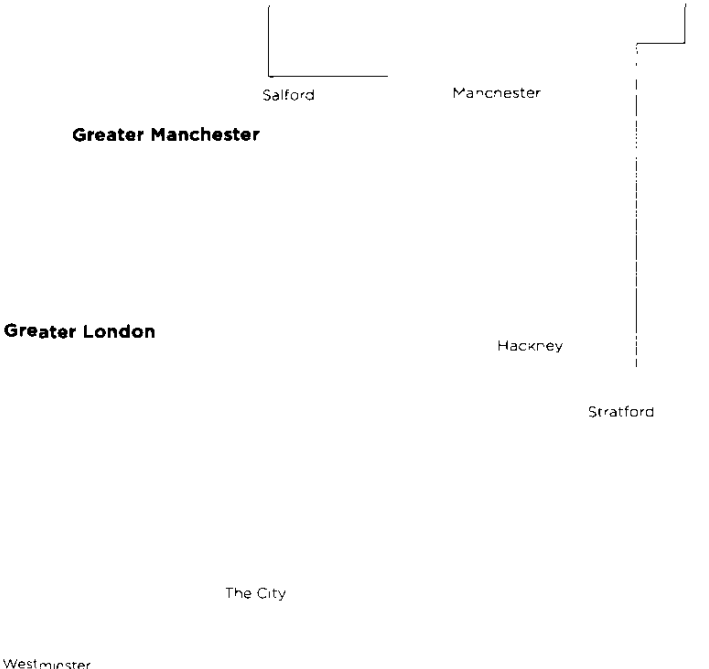 Salford
Manchester
Greater Manchester
Greater London
Hackney
Stratford
The City
Westminster